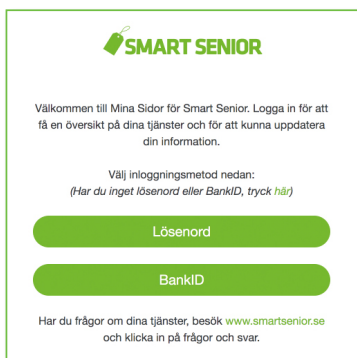 SMART SENIOR
Välkommen till Mina Sidor för Smart Senior. Logga in för att
få en översikt på dina tjänster och för att kunna uppdatera
din information.
Välj inloggningsmetod nedan:
(Har du inget lösenord eller BankID, tryck här)
Lösenord
BankID
Har du frågor om dina tjänster, besök www.smartsenior.se
och klicka in på frågor och svar.